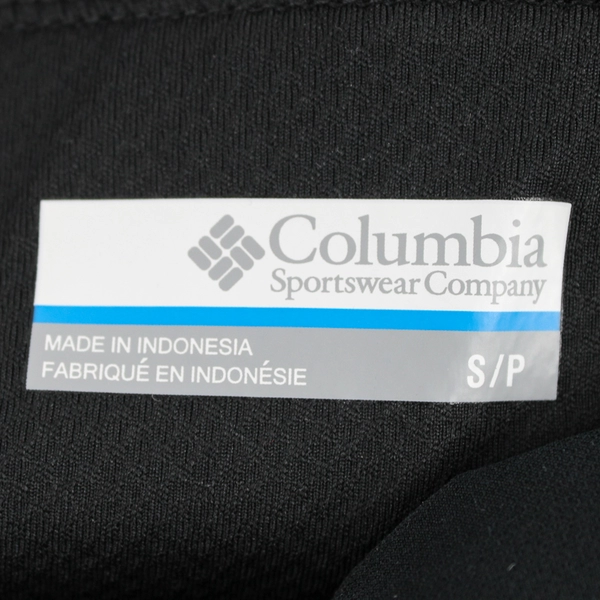 Columbia
Sportswear Company
MADE IN INDONESIA
FABRIQUÉ EN INDONÉSIE
S/P